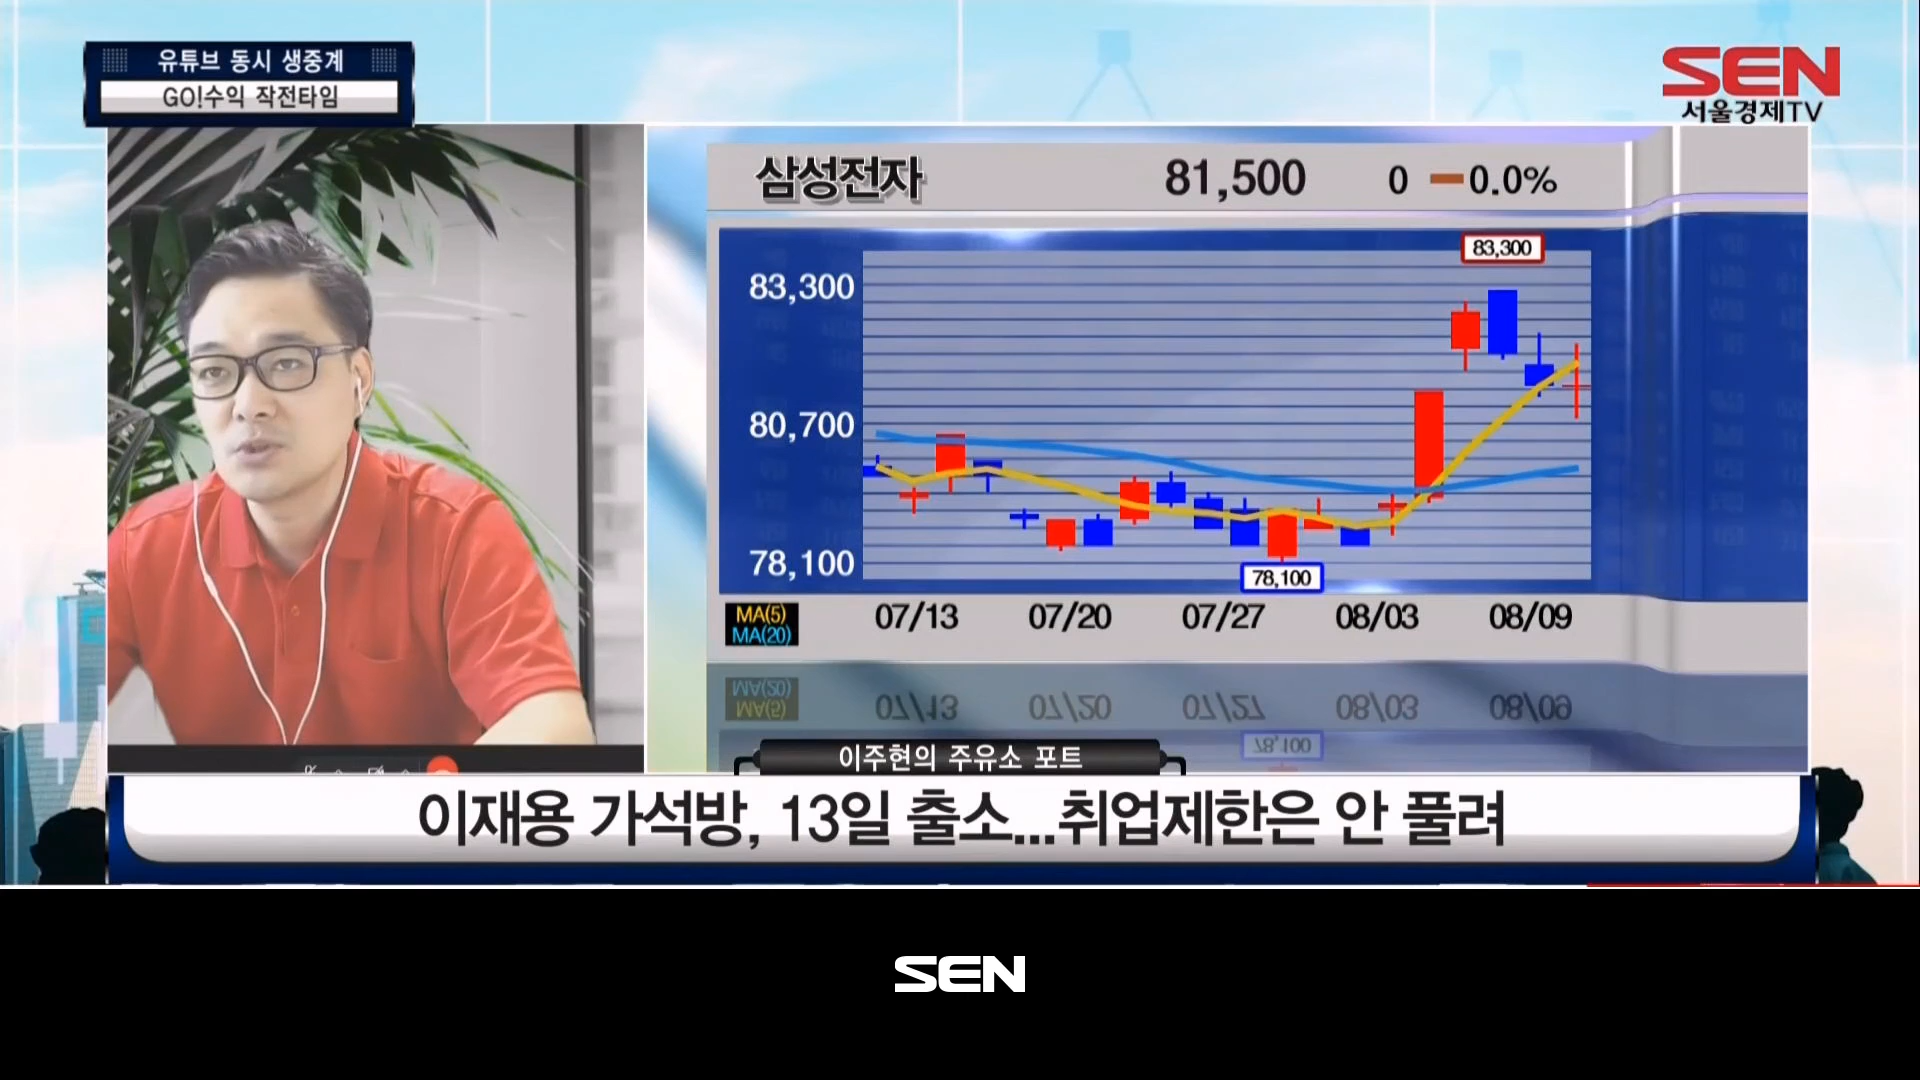 유튜브 동시 생중계
GO!수익 작전타임
SEN
서울경제TV
삼성전자 81,500 0 0.0%
83,300
83,300
80,700
78,100
78,100
MA(5)
MA(20)
07/13 07/20 07/27 08/03 08/09
이주현의 주유소 포트
이재용 가석방, 13일 출소...취업제한은 안 풀려
SEN